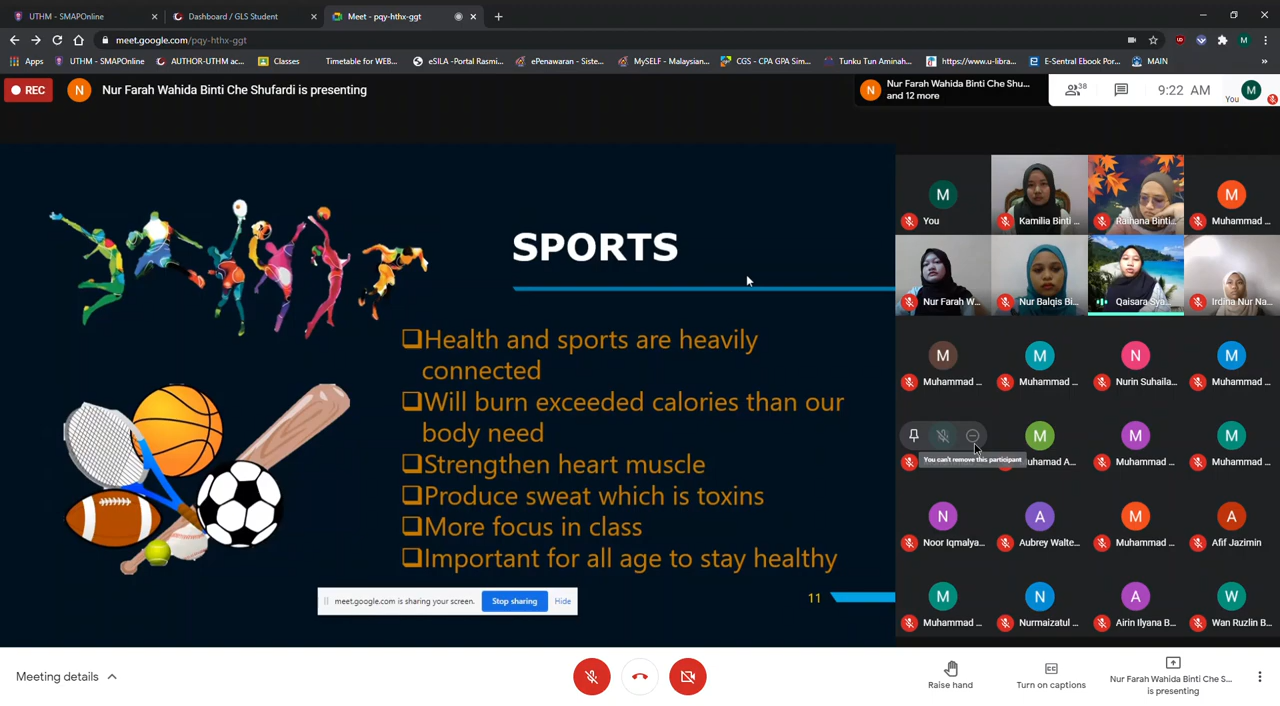 UTHM - SMAPOnline
Dashboard / GLS Student
Meet - pqy-hthx-ggt
meet.google.com/pqy-hthx-ggt
M
Apps
UTHM - SMAPOnline
AUTHOR-UTHM ac...
Classes
Timetable for WEB...
eSILA -Portal Rasmi...
ePenawaran - Siste...
MySELF - Malaysian...
CGS - CPA GPA Sim...
Tunku Tun Aminah...
https://www.u-libra...
E-Sentral Ebook Por...
MAIN
REC
N
Nur Farah Wahida Binti Che Shufardi is presenting
N
Nur Farah Wahida Binti Che Shu...
and 12 more
38
9:22 AM
You
M
SPORTS
Health and sports are heavily
connected
Will burn exceeded calories than our
body need
Strengthen heart muscle
Produce sweat which is toxins
More focus in class
Important for all age to stay healthy
11
meet.google.com is sharing your screen.
Stop sharing
Hide
M
You
Kamilia Binti ...
Raihana Binti...
M
Muhammad ...
Nur Farah W...
Nur Balqis Bi...
Qaisara Sya...
Irdina Nur Na...
M
Muhammad ...
M
Muhammad ...
N
Nurin Suhaila...
M
Muhammad ...
You can't remove this participant
M
Muhamad A...
M
Muhammad ...
M
Muhammad ...
N
Noor Iqmalya...
A
Aubrey Walte...
M
Muhammad ...
A
Afif Jazimin
M
Muhammad ...
N
Nurmaizatul ...
A
Airin Ilyana B...
W
Wan Ruzlin B...
Meeting details
Raise hand
Turn on captions
Nur Farah Wahida Binti Che S...
is presenting